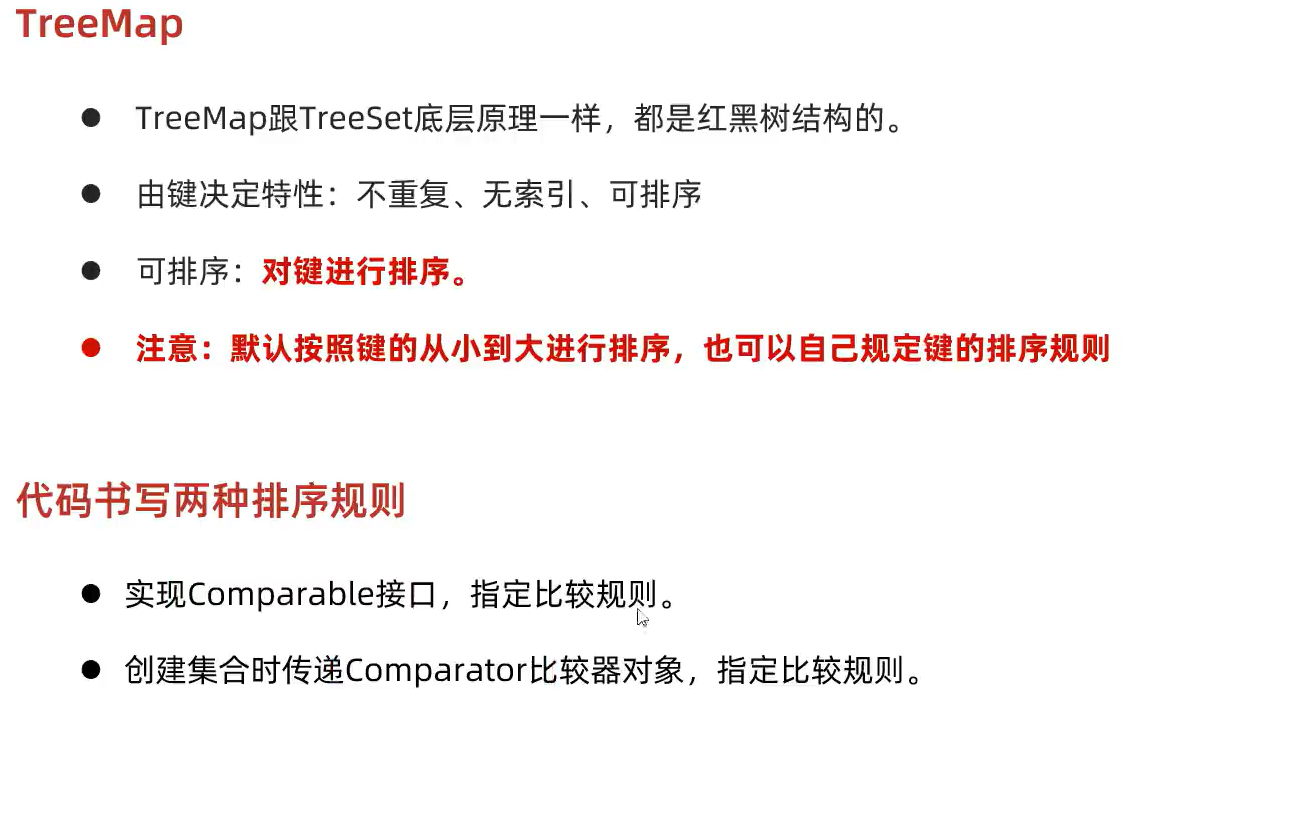 TreeMap
● TreeMap跟TreeSet底层原理一样，都是红黑树结构的。
● 由键决定特性：不重复、无索引、可排序
● 可排序：对键进行排序。
● 注意：默认按照键的从小到大进行排序，也可以自己规定键的排序规则
代码书写两种排序规则
● 实现Comparable接口，指定比较规则。
● 创建集合时传递Comparator比较器对象，指定比较规则。